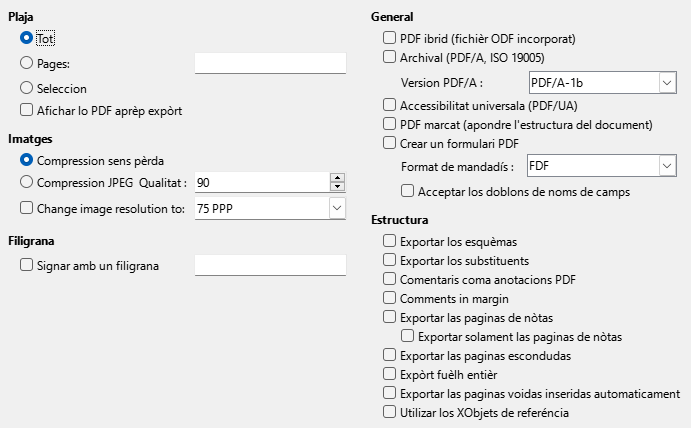 Plaja
Tot
Pages:
Seleccion
Afichar lo PDF aprèp expòrt
Imatges
Compression sens pèrda
Compression JPEG Qualitat : 90
Change image resolution to: 75 PPP
Filigrana
Signar amb un filigrana
General
PDF ibrid (fichièr ODF incorporat)
Archival (PDF/A, ISO 19005)
Version PDF/A : PDF/A-1b
Accessibilitat universala (PDF/UA)
PDF marcat (apondre l'estructura del document)
Crear un formulari PDF
Format de mandadís : FDF
Acceptar los doblons de noms de camps
Estructura
Exportar los esquèmas
Exportar los substituents
Comentaris coma anotacions PDF
Comments in margin
Exportar las paginas de nòtas
Exportar solament las paginas de nòtas
Exportar las paginas escondudas
Expòrt fuèlh entièr
Exportar las paginas voidas inseridas automaticament
Utilizar los XObjets de referéncia